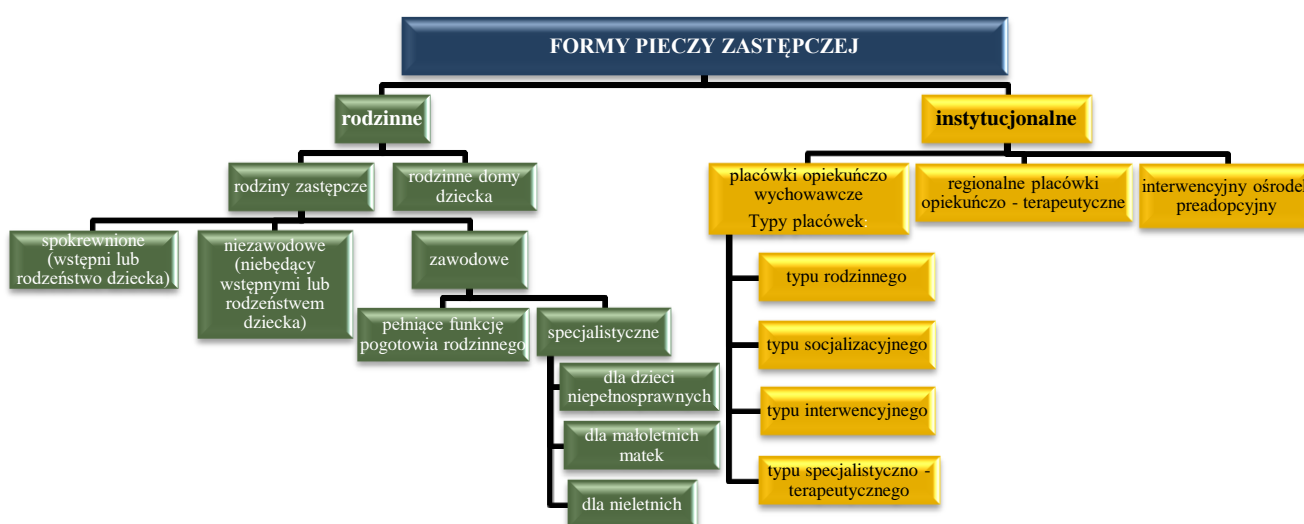 FORMY PIECZY ZASTĘPCZEJ
rodzinne
instytucjonalne
rodziny zastępcze
rodzinne domy
dziecka
placówki opiekuńczo
wychowawcze
Typy placówek:
regionalne placówki
opiekuńczo - terapeutyczne
interwencyjny ośrodek
preadopcyjny
spokrewnione
(wstępni lub
rodzeństwo dziecka)
niezawodowe
(niebędący
wstępnymi lub
rodzeństwem
dziecka)
zawodowe
typu rodzinnego
pełniące funkcję
pogotowia rodzinnego
specjalistyczne
typu socjalizacyjnego
dla dzieci
niepełnosprawnych
typu interwencyjnego
dla małoletnich
matek
typu specjalistyczno -
terapeutycznego
dla nieletnich